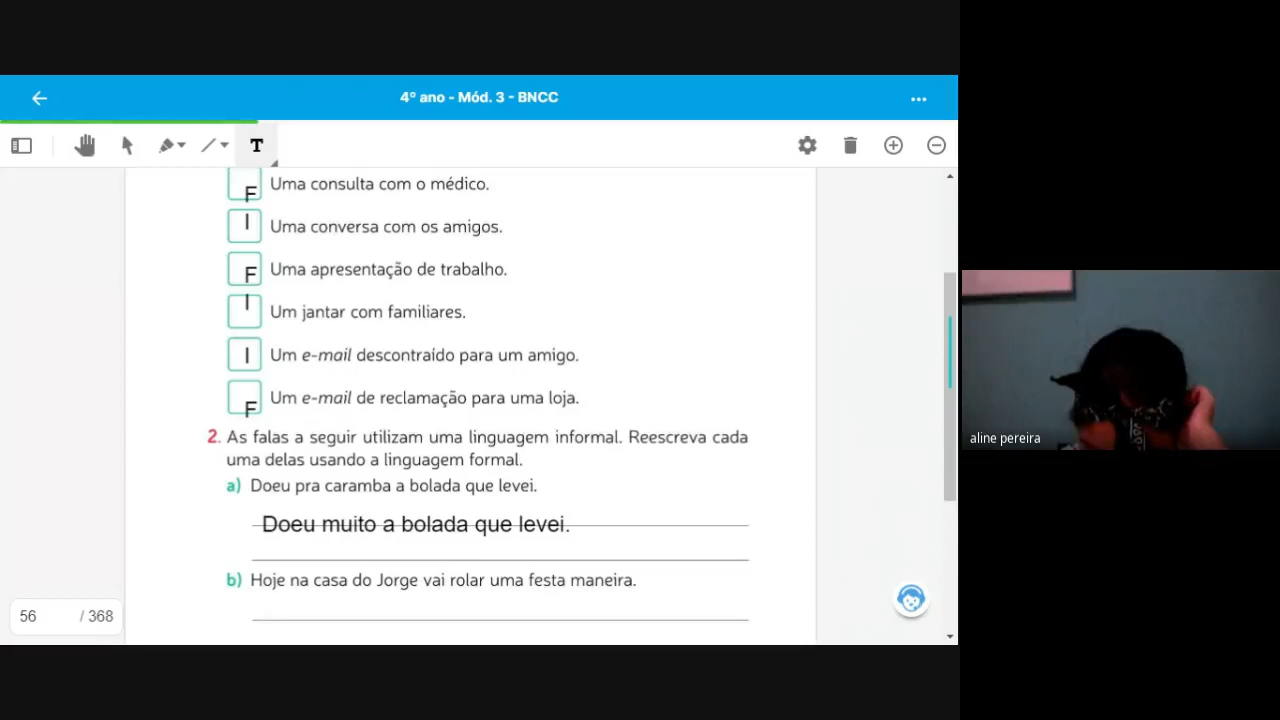 4º ano - Mód. 3 - BNCC
T
F Uma consulta com o médico.
I Uma conversa com os amigos.
F Uma apresentação de trabalho.
I Um jantar com familiares.
I Um e-mail descontraído para um amigo.
F Um e-mail de reclamação para uma loja.
2. As falas a seguir utilizam uma linguagem informal. Reescreva cada
uma delas usando a linguagem formal.
a) Doeu pra caramba a bolada que levei.
Doeu muito a bolada que levei.
b) Hoje na casa do Jorge vai rolar uma festa maneira.
56 / 368
aline pereira